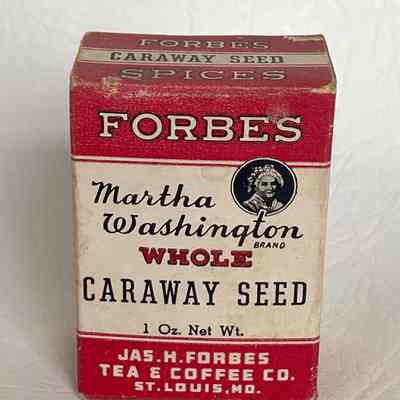 FORBES
CARAWAY SEED
SPICES
FORBES
Martha
Washington
BRAND
WHOLE
CARAWAY SEED
1 Oz. Net Wt.
JAS. H. FORBES
TEA & COFFEE CO.
ST. LOUIS, MO.